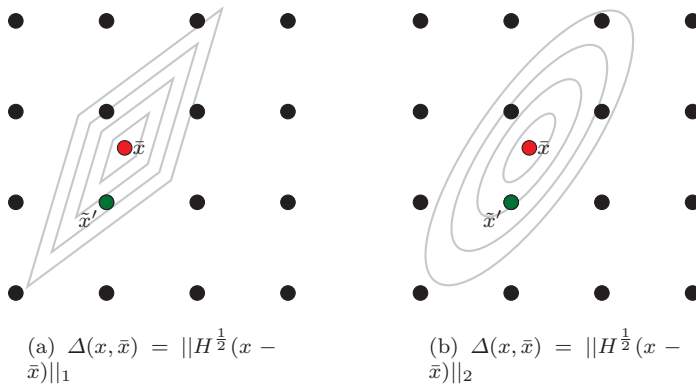 x̄
x̃′
(a) Δ(x, x̄) = ||H^{1/2}(x −
x̄)||₁
x̄
x̃′
(b) Δ(x, x̄) = ||H^{1/2}(x −
x̄)||₂